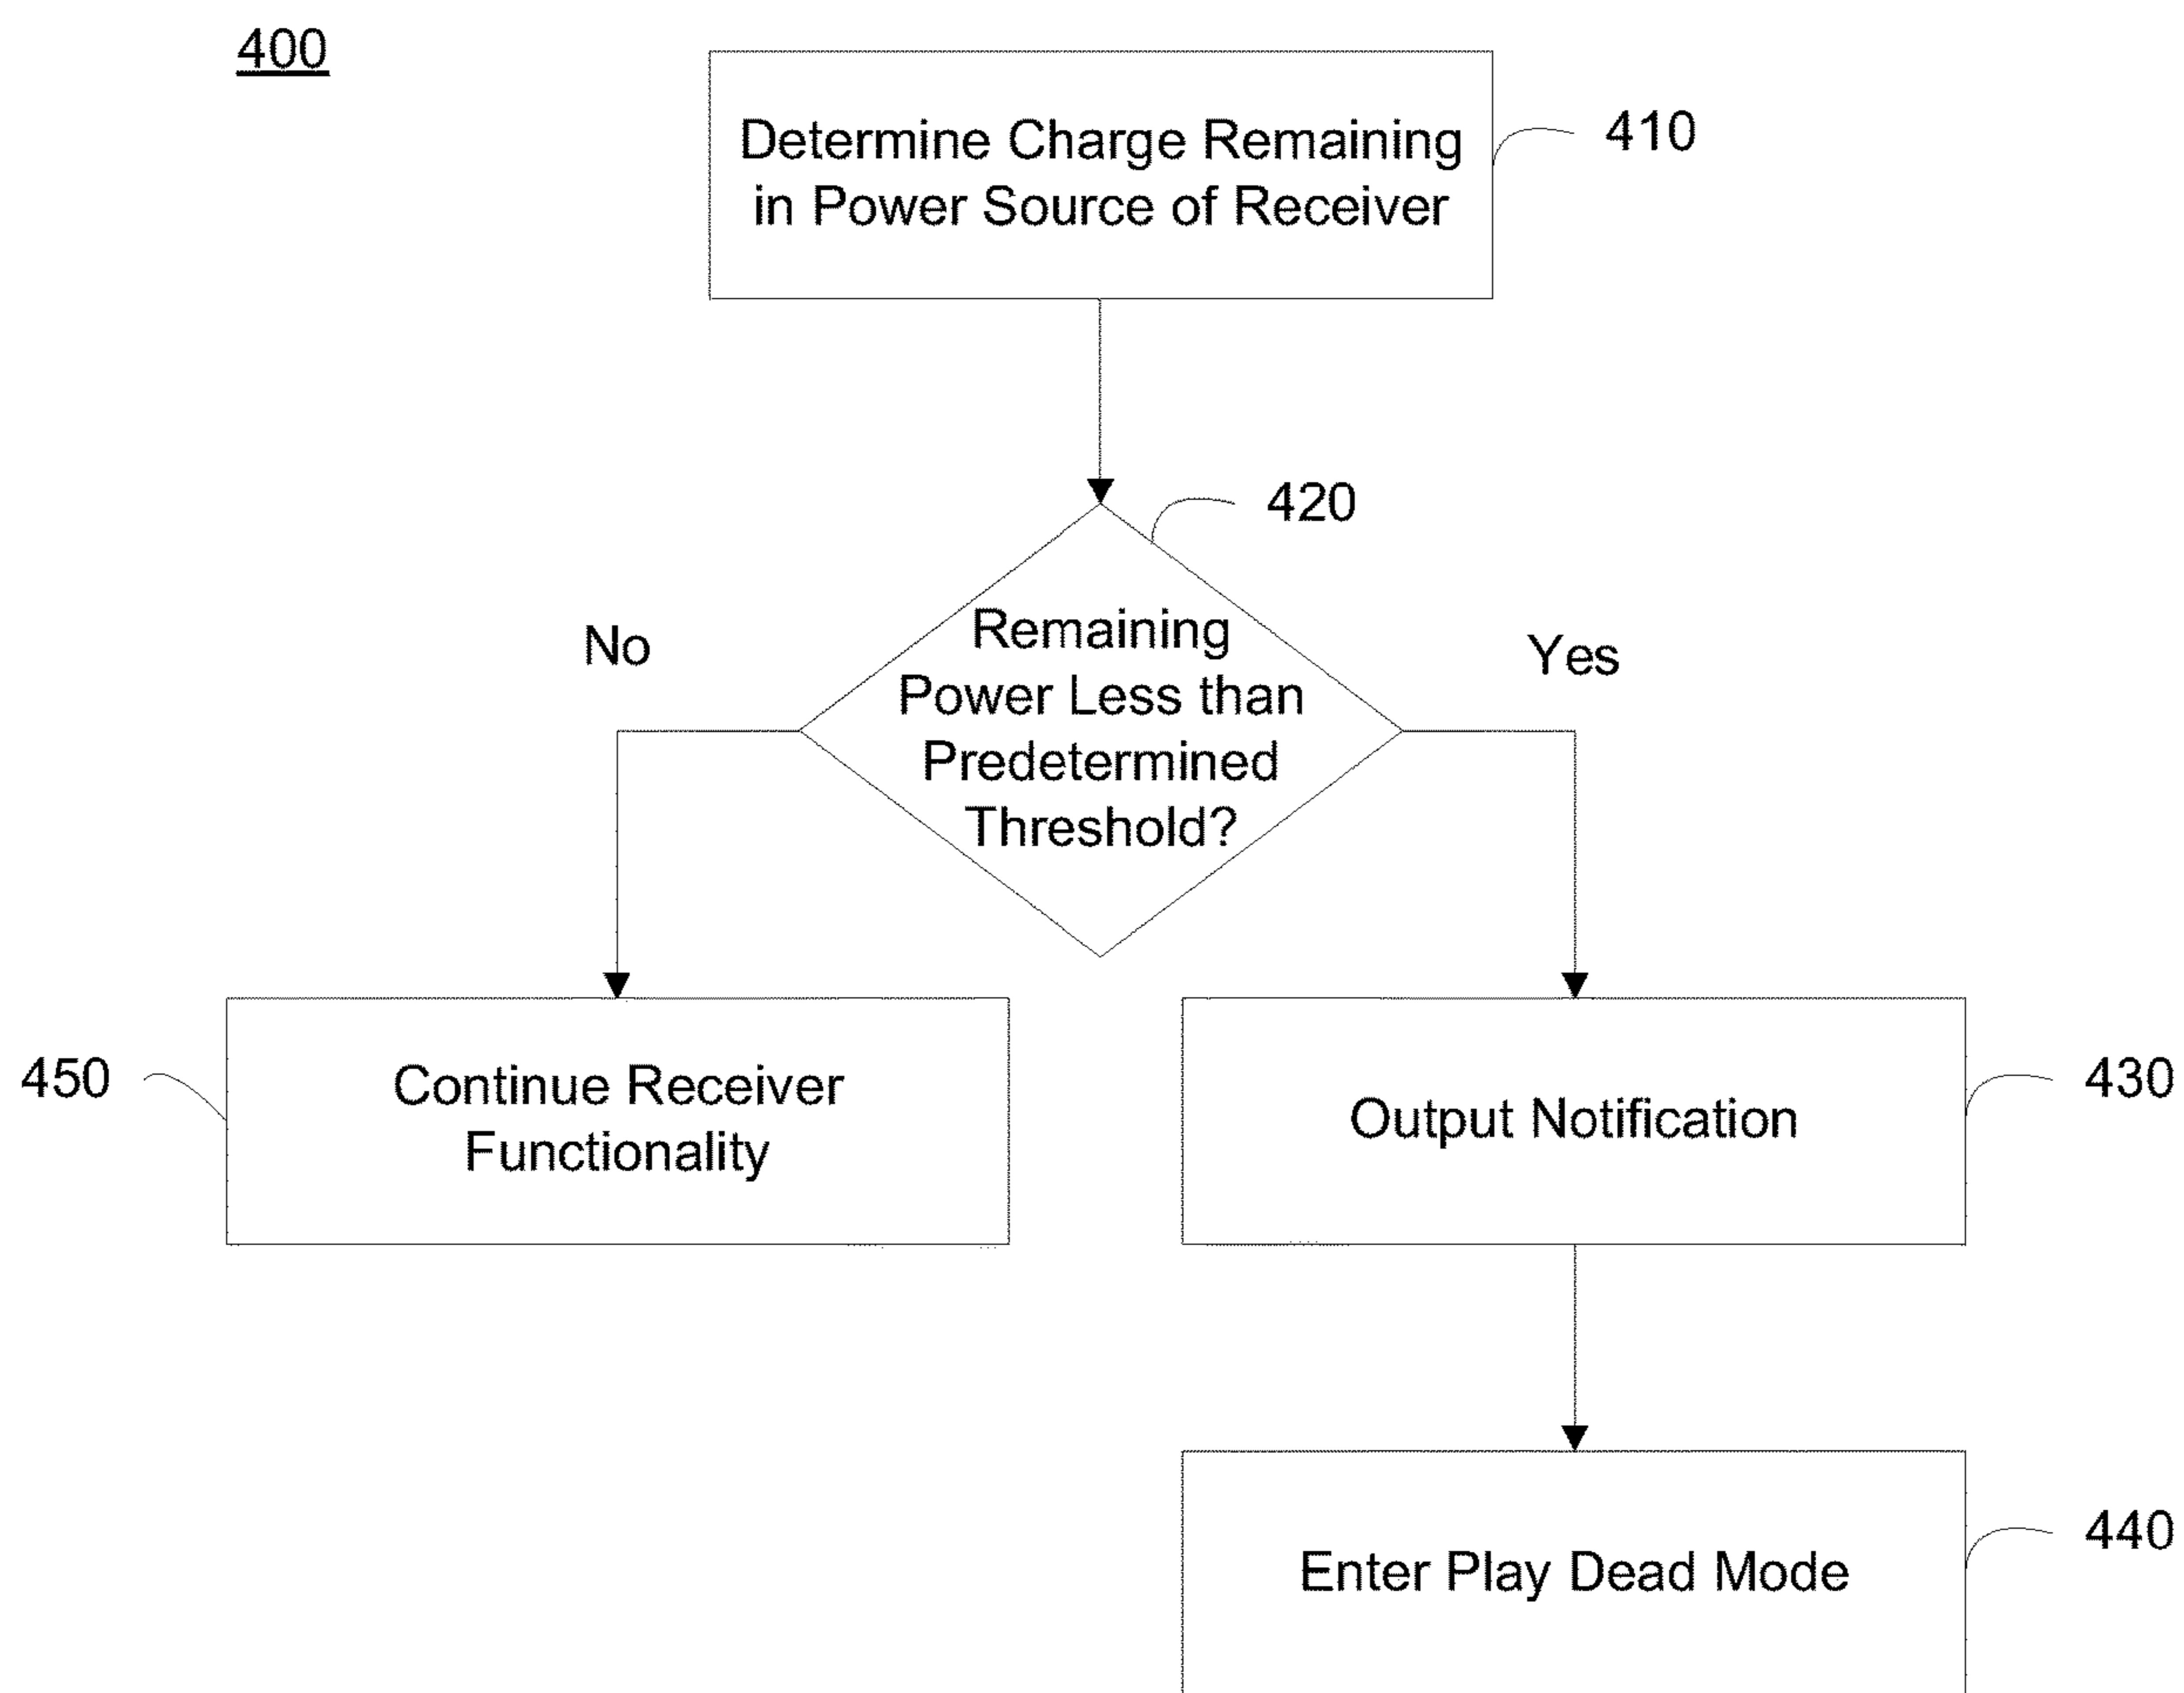 400
Determine Charge Remaining
in Power Source of Receiver
410
420
Remaining
Power Less than
Predetermined
Threshold?
No
Yes
450
Continue Receiver
Functionality
Output Notification
430
Enter Play Dead Mode
440